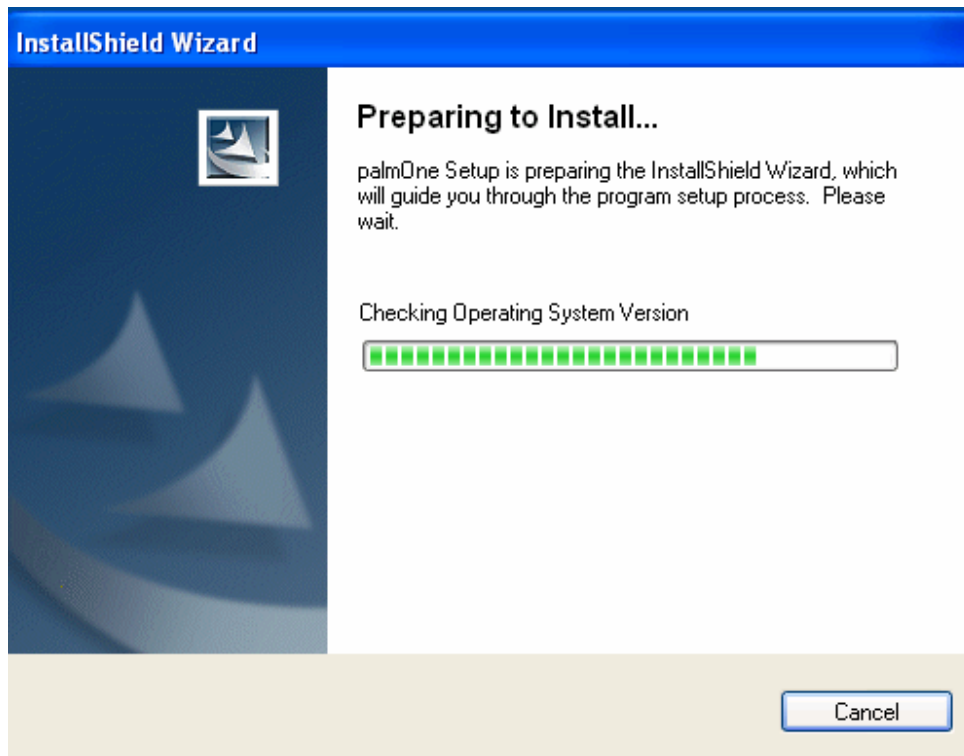 InstallShield Wizard
Preparing to Install...
palmOne Setup is preparing the InstallShield Wizard, which
will guide you through the program setup process.  Please
wait.
Checking Operating System Version
Cancel